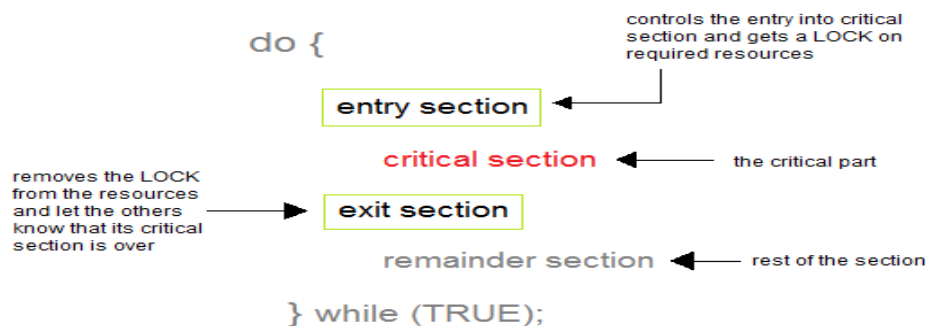 controls the entry into critical
section and gets a LOCK on
required resources
do {
entry section
critical section
the critical part
removes the LOCK
from the resources
and let the others
know that its critical
section is over
exit section
remainder section
rest of the section
} while (TRUE);